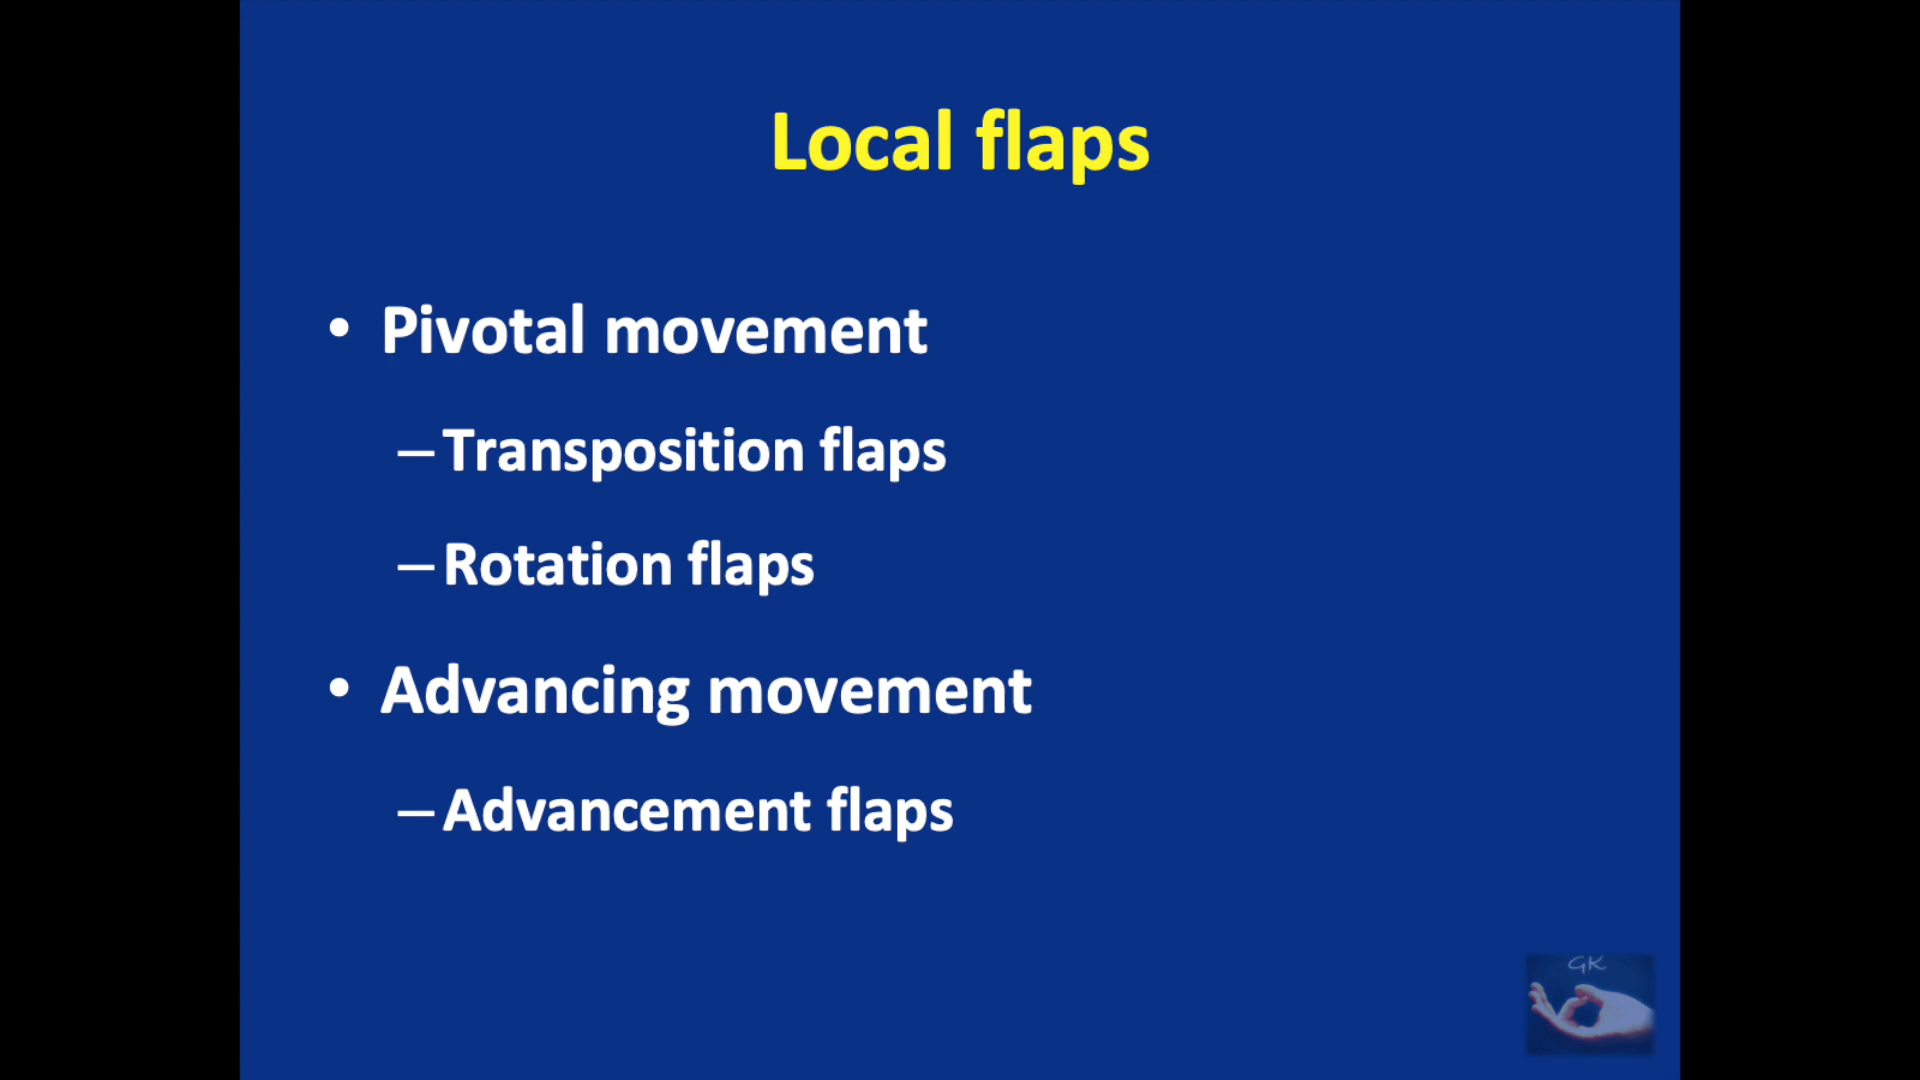 Local flaps
• Pivotal movement
– Transposition flaps
– Rotation flaps
• Advancing movement
– Advancement flaps
GK